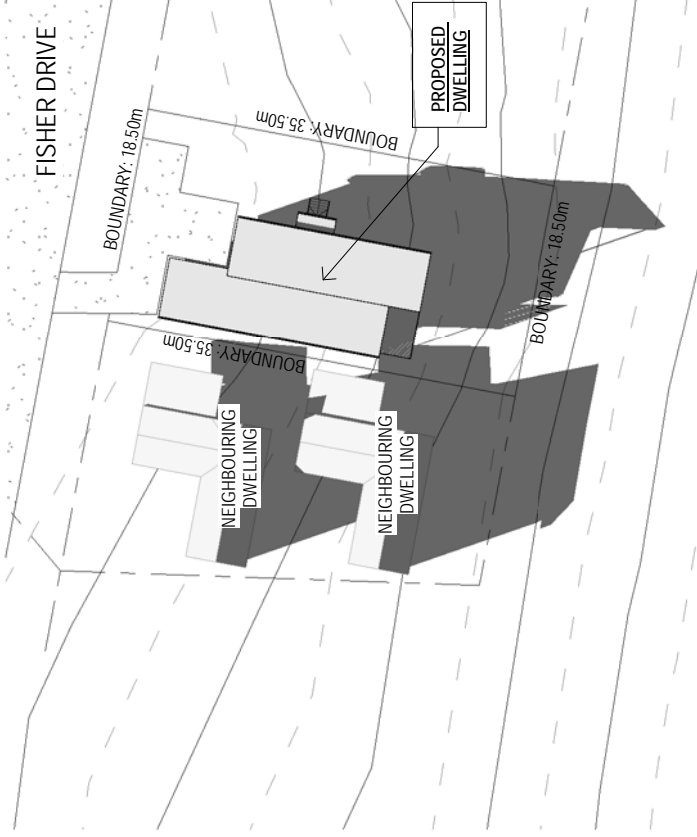 FISHER DRIVE
BOUNDARY: 18.50m
BOUNDARY: 35.50m
PROPOSED
DWELLING
BOUNDARY: 18.50m
BOUNDARY: 35.50m
NEIGHBOURING
DWELLING
NEIGHBOURING
DWELLING